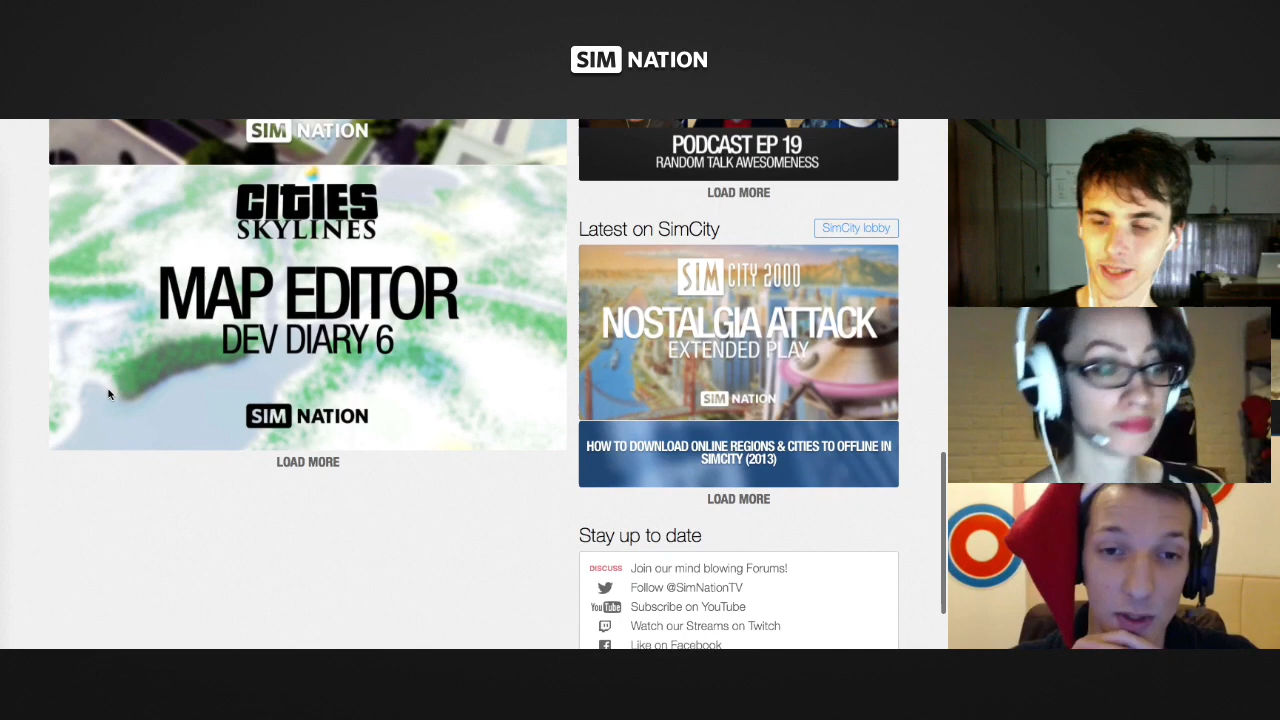 SIM NATION
SIM NATION
CITIES
SKYLINES
MAP EDITOR
DEV DIARY 6
SIM NATION
LOAD MORE
PODCAST EP 19
RANDOM TALK AWESOMENESS
LOAD MORE
Latest on SimCity
SimCity lobby
SIM CITY 2000
NOSTALGIA ATTACK
EXTENDED PLAY
SIM NATION
HOW TO DOWNLOAD ONLINE REGIONS & CITIES TO OFFLINE IN
SIMCITY (2013)
LOAD MORE
Stay up to date
DISCUSS Join our mind blowing Forums!
Follow @SimNationTV
YouTube Subscribe on YouTube
Watch our Streams on Twitch
Like on Facebook